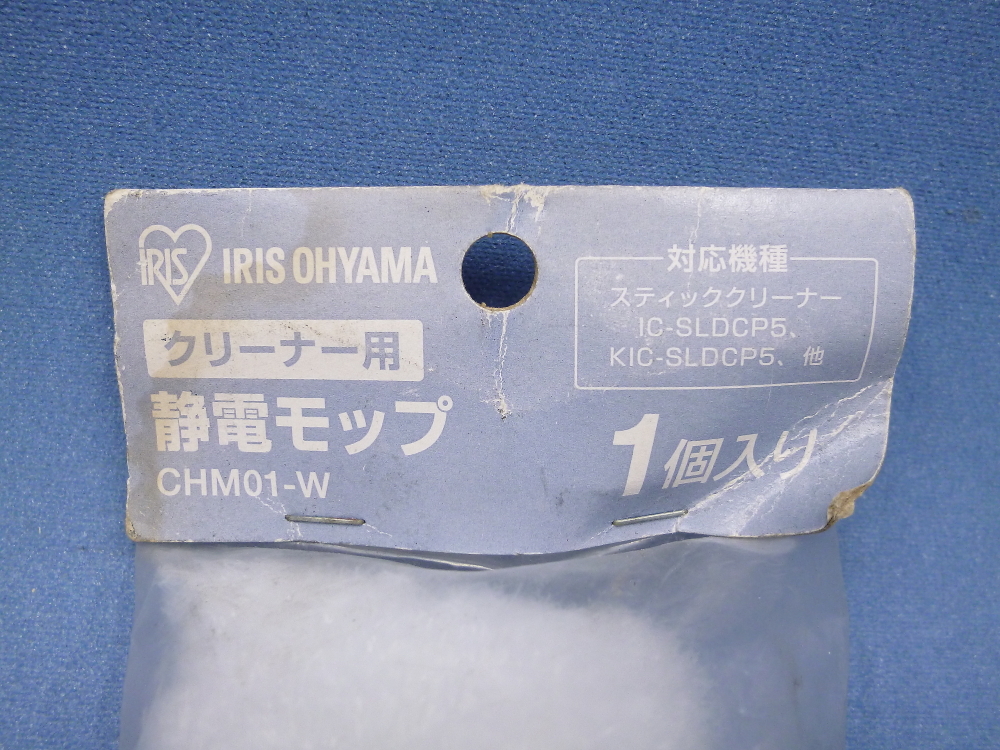 IRIS IRIS OHYAMA
クリーナー用
静電モップ
CHM01-W
対応機種
スティッククリーナー
IC-SLDCP5、
KIC-SLDCP5、他
1個入り